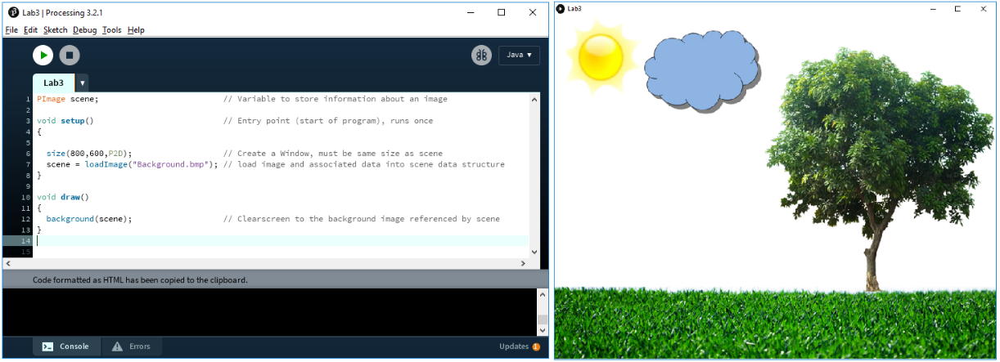 Lab3 | Processing 3.2.1
File Edit Sketch Debug Tools Help
Java ▼
Lab3 ▼
1 PImage scene; // Variable to store information about an image
2
3 void setup() // Entry point (start of program), runs once
4 {
5
6 size(800,600,P2D); // Create a Window, must be same size as scene
7 scene = loadImage("Background.bmp"); // load image and associated data into scene data structure
8 }
9
10 void draw()
11 {
12 background(scene); // Clearscreen to the background image referenced by scene
13 }
14
15
Code formatted as HTML has been copied to the clipboard.
Console Errors Updates 1
Lab3